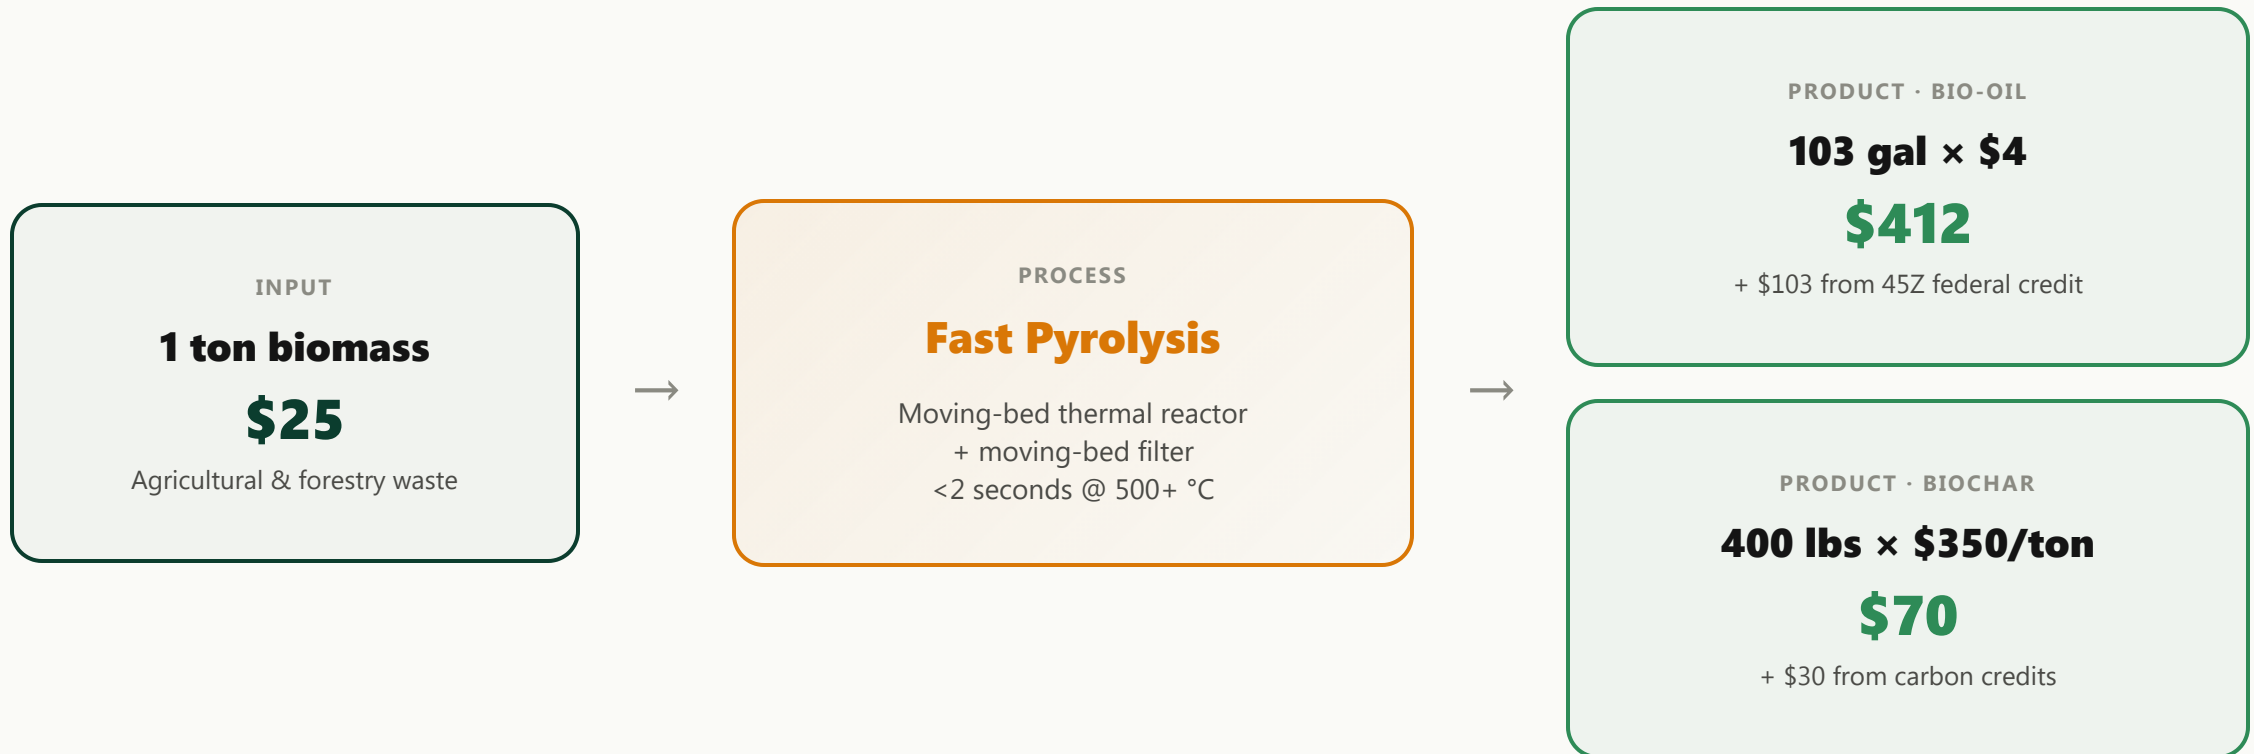 INPUT
1 ton biomass
$25
Agricultural & forestry waste
→
PROCESS
Fast Pyrolysis
Moving-bed thermal reactor
+ moving-bed filter
<2 seconds @ 500+ °C
→
PRODUCT · BIO-OIL
103 gal × $4
$412
+ $103 from 45Z federal credit
PRODUCT · BIOCHAR
400 lbs × $350/ton
$70
+ $30 from carbon credits